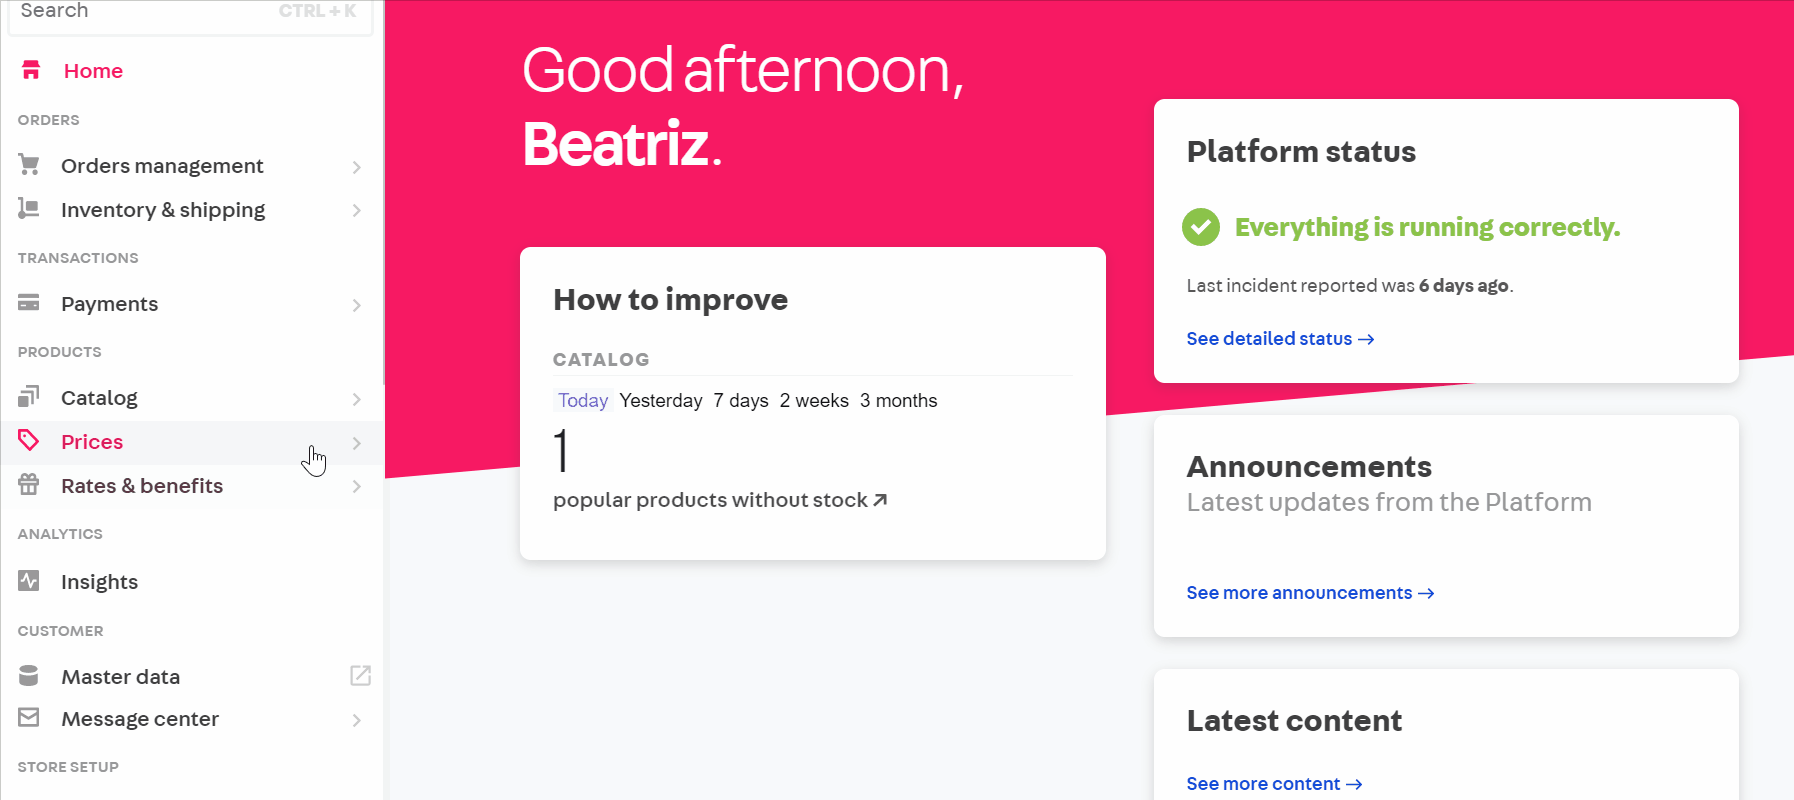 Search CTRL + K
Home
ORDERS
Orders management
Inventory & shipping
TRANSACTIONS
Payments
PRODUCTS
Catalog
Prices
Rates & benefits
ANALYTICS
Insights
CUSTOMER
Master data
Message center
STORE SETUP
Good afternoon,
Beatriz.
How to improve
CATALOG
Today Yesterday 7 days 2 weeks 3 months
1
popular products without stock
Platform status
Everything is running correctly.
Last incident reported was 6 days ago.
See detailed status →
Announcements
Latest updates from the Platform
See more announcements →
Latest content
See more content →